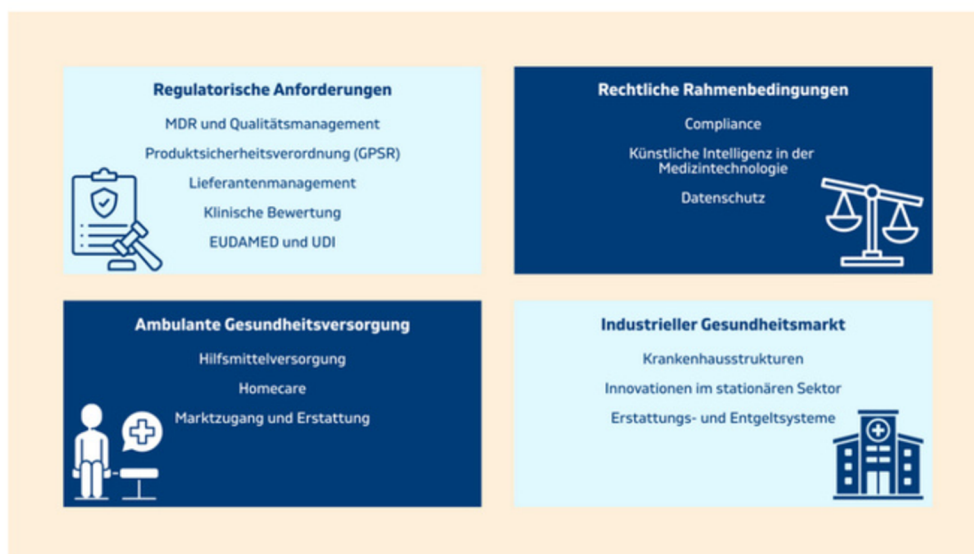 Regulatorische Anforderungen
MDR und Qualitätsmanagement
Produktsicherheitsverordnung (GPSR)
Lieferantenmanagement
Klinische Bewertung
EUDAMED und UDI
Rechtliche Rahmenbedingungen
Compliance
Künstliche Intelligenz in der
Medizintechnologie
Datenschutz
Ambulante Gesundheitsversorgung
Hilfsmittelversorgung
Homecare
Marktzugang und Erstattung
Industrieller Gesundheitsmarkt
Krankenhausstrukturen
Innovationen im stationären Sektor
Erstattungs- und Entgeltsysteme